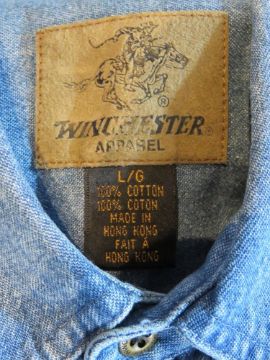 ®
WINCHESTER
APPAREL
L/G
100% COTTON
100% COTON
MADE IN
HONG KONG
FAIT À
HONG KONG